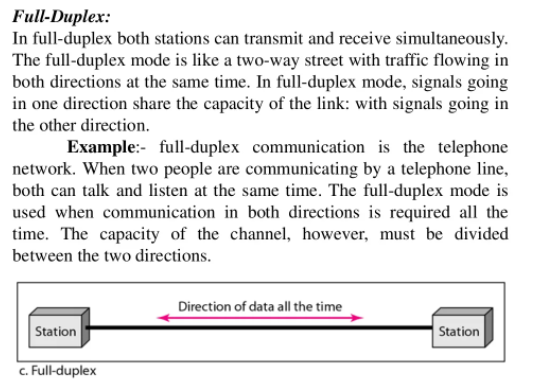 Full-Duplex:
In full-duplex both stations can transmit and receive simultaneously.
The full-duplex mode is like a two-way street with traffic flowing in
both directions at the same time. In full-duplex mode, signals going
in one direction share the capacity of the link: with signals going in
the other direction.
Example:- full-duplex communication is the telephone
network. When two people are communicating by a telephone line,
both can talk and listen at the same time. The full-duplex mode is
used when communication in both directions is required all the
time. The capacity of the channel, however, must be divided
between the two directions.
Direction of data all the time
Station
Station
c. Full-duplex